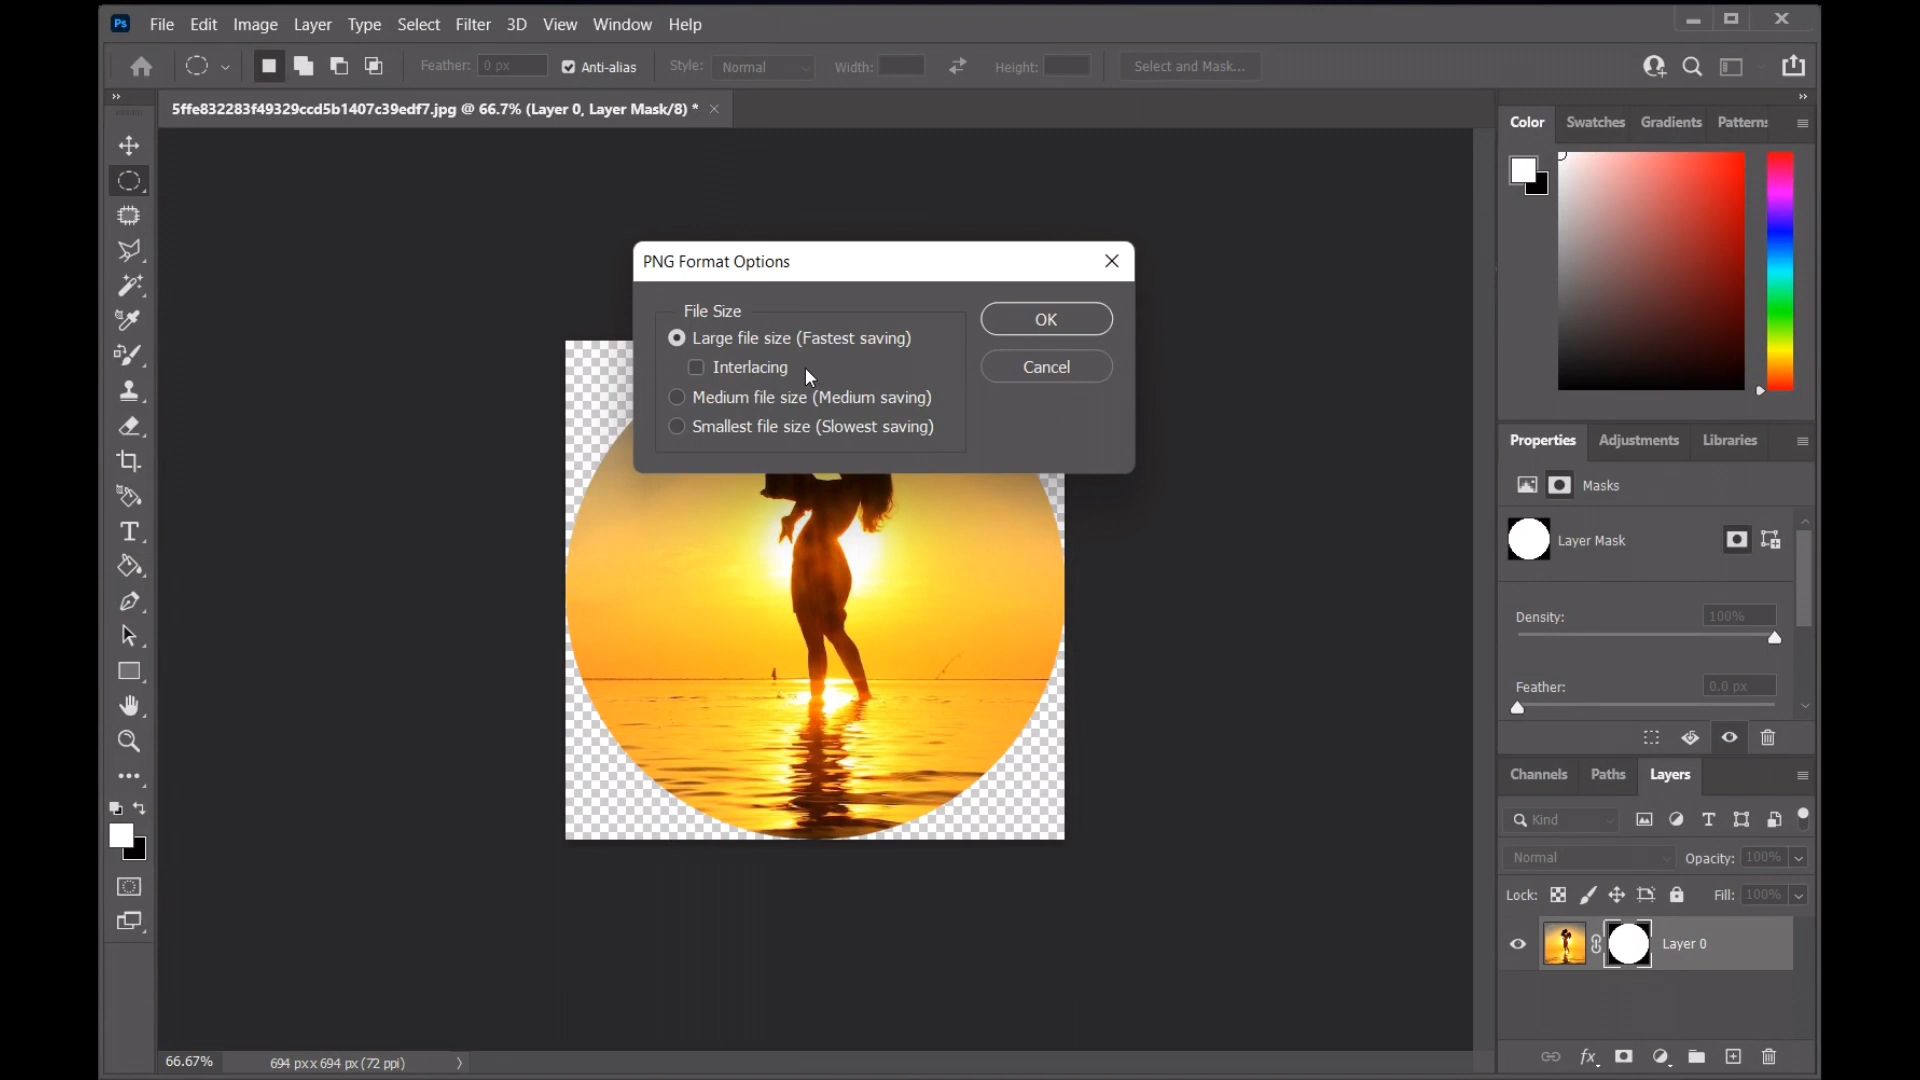 Ps File Edit Image Layer Type Select Filter 3D View Window Help
Feather: 0 px Anti-alias Style: Normal Width: Height: Select and Mask...
5ffe832283f49329ccd5b1407c39edf7.jpg @ 66.7% (Layer 0, Layer Mask/8) *
Color Swatches Gradients Patterns
PNG Format Options
File Size
Large file size (Fastest saving)
Interlacing
Medium file size (Medium saving)
Smallest file size (Slowest saving)
OK
Cancel
Properties Adjustments Libraries
Masks
Layer Mask
Density: 100%
Feather: 0.0 px
Channels Paths Layers
Kind
Normal Opacity: 100%
Lock: Fill: 100%
Layer 0
fx
66.67% 694 px x 694 px (72 ppi)